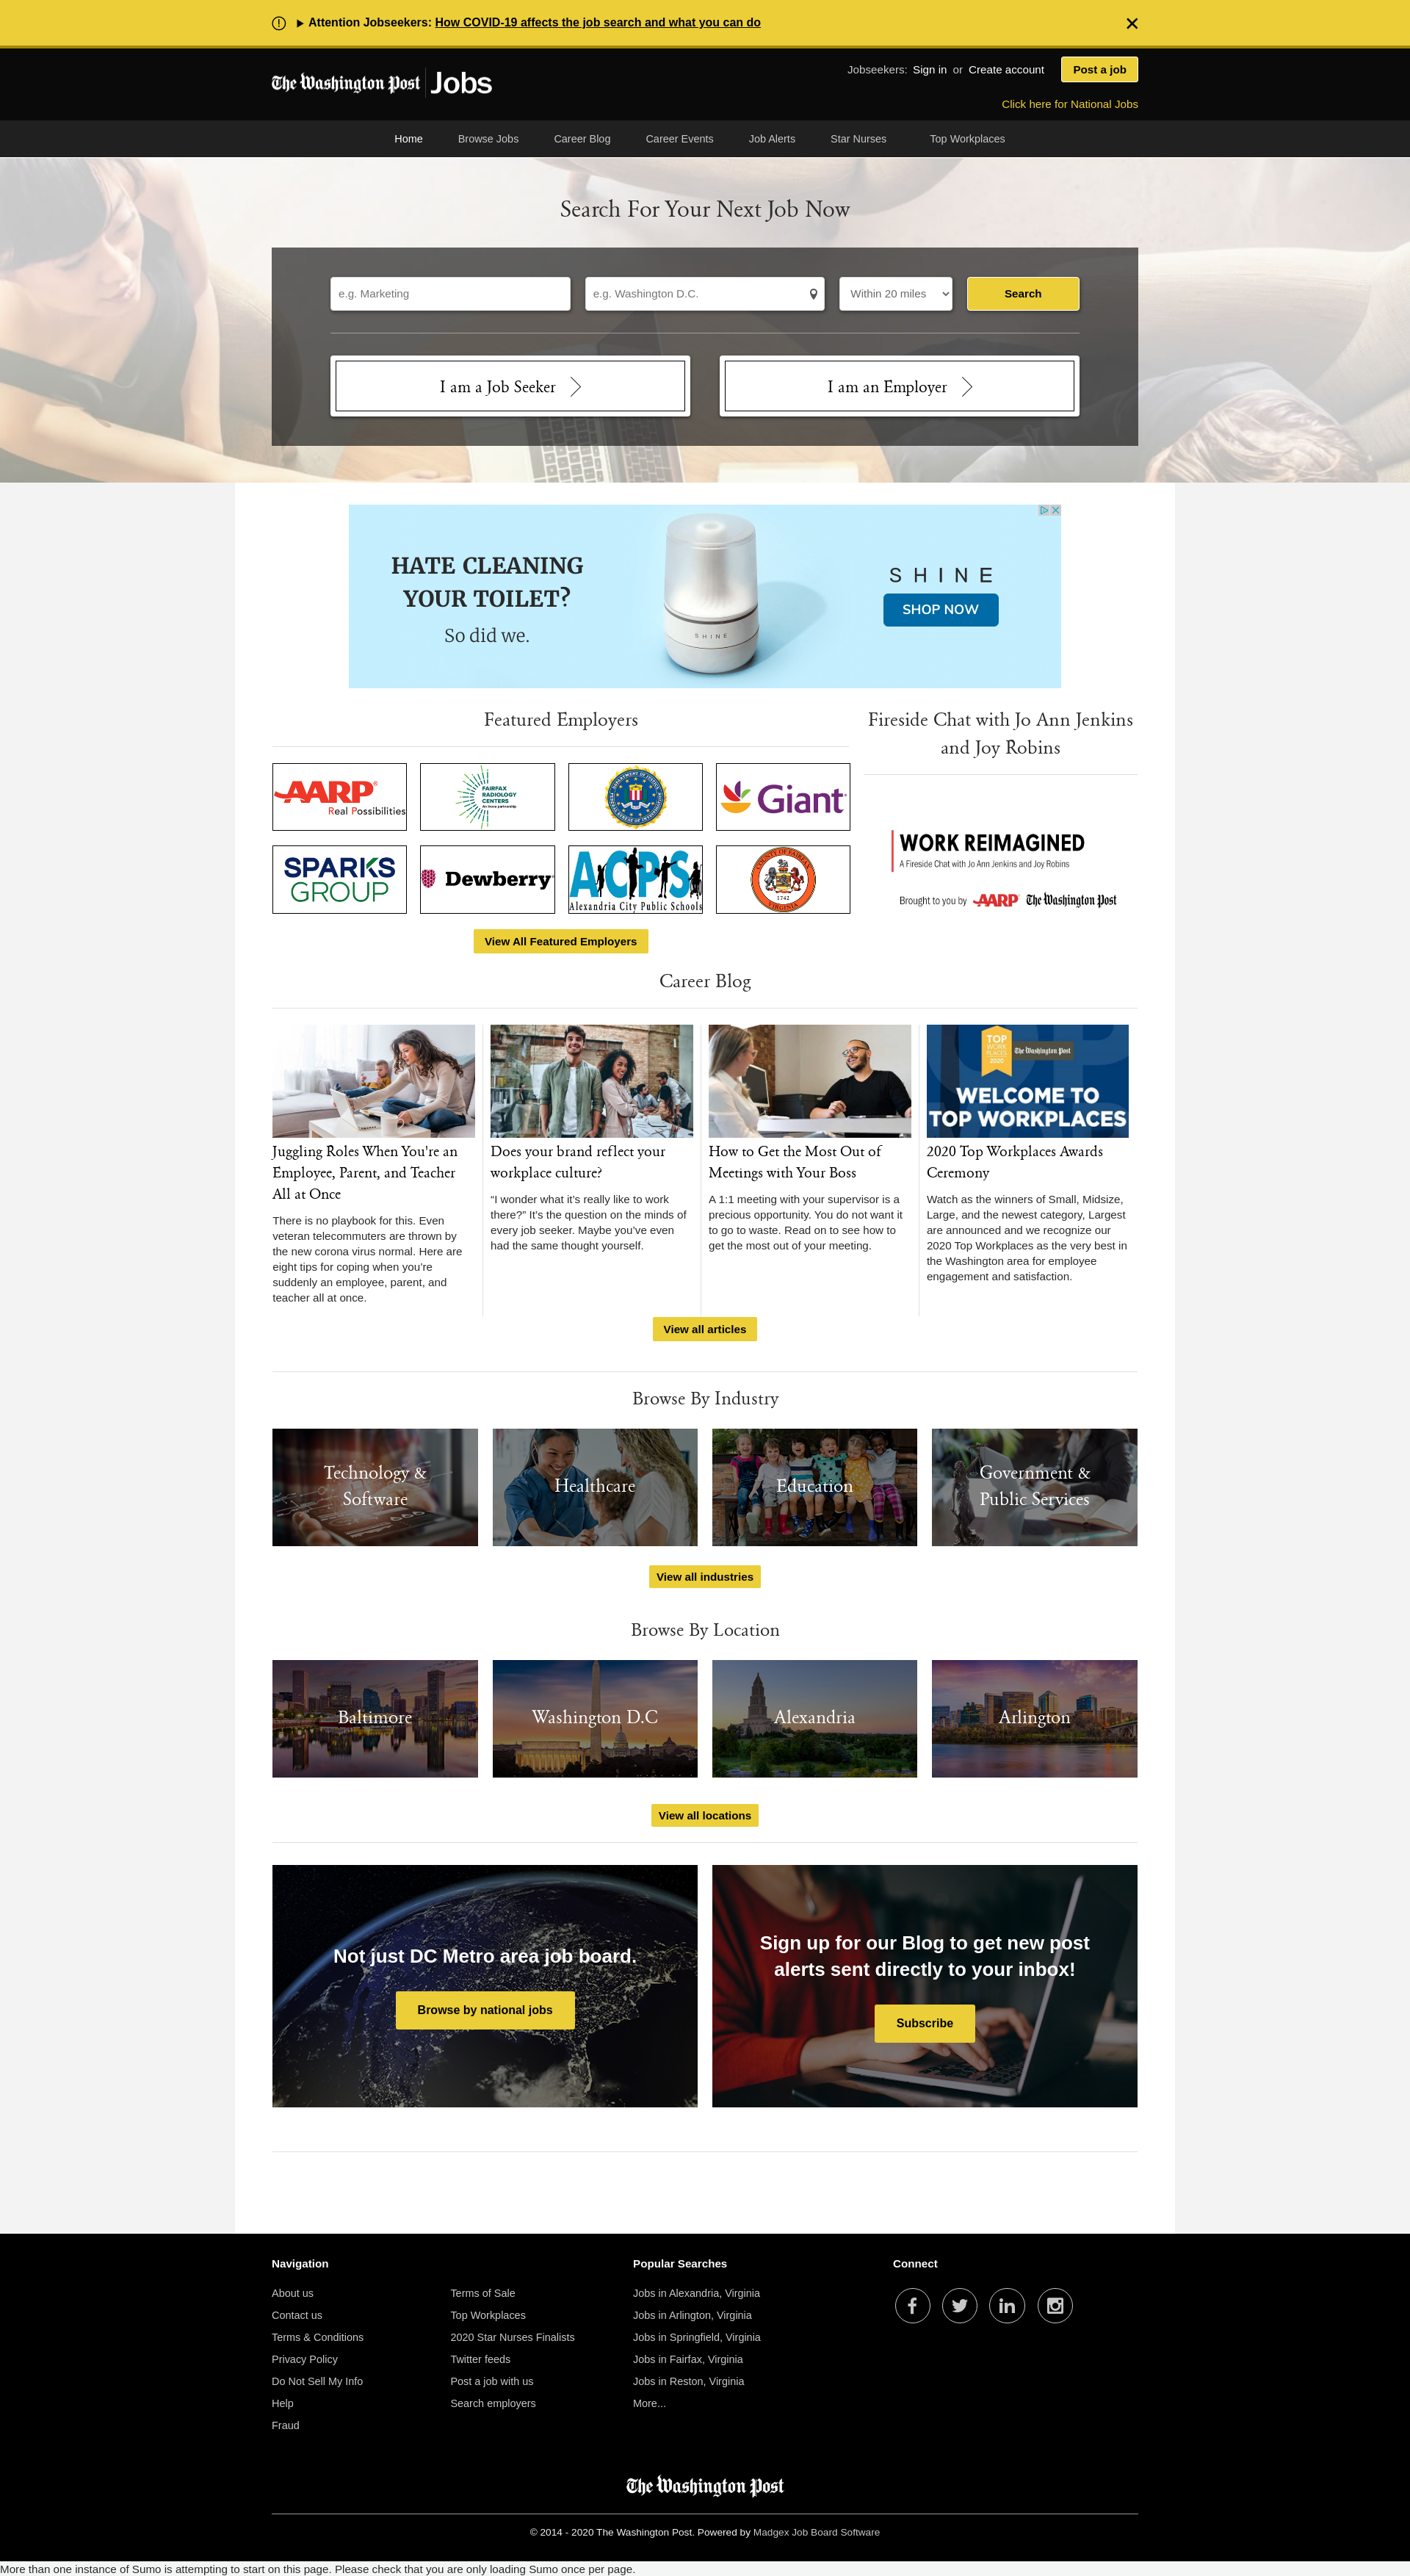 ► Attention Jobseekers: How COVID-19 affects the job search and what you can do
The Washington Post Jobs
Jobseekers: Sign in or Create account
Post a job
Click here for National Jobs
Home Browse Jobs Career Blog Career Events Job Alerts Star Nurses Top Workplaces
Search For Your Next Job Now
e.g. Marketing
e.g. Washington D.C.
Within 20 miles
Search
I am a Job Seeker
I am an Employer
HATE CLEANING
YOUR TOILET?
So did we.
SHINE
SHINE
SHOP NOW
Featured Employers
AARP
Real Possibilities
FAIRFAX
RADIOLOGY
CENTERS
Giant
SPARKS
GROUP
Dewberry
ACPS
Alexandria City Public Schools
COUNTY OF FAIRFAX
1742
VIRGINIA
View All Featured Employers
Fireside Chat with Jo Ann Jenkins
and Joy Robins
WORK REIMAGINED
A Fireside Chat with Jo Ann Jenkins and Joy Robins
Brought to you by AARP The Washington Post
Career Blog
Juggling Roles When You're an
Employee, Parent, and Teacher
All at Once
There is no playbook for this. Even
veteran telecommuters are thrown by
the new corona virus normal. Here are
eight tips for coping when you’re
suddenly an employee, parent, and
teacher all at once.
Does your brand reflect your
workplace culture?
“I wonder what it’s really like to work
there?” It’s the question on the minds of
every job seeker. Maybe you’ve even
had the same thought yourself.
How to Get the Most Out of
Meetings with Your Boss
A 1:1 meeting with your supervisor is a
precious opportunity. You do not want it
to go to waste. Read on to see how to
get the most out of your meeting.
TOP
WORK
PLACES
2020
The Washington Post
WELCOME TO
TOP WORKPLACES
2020 Top Workplaces Awards
Ceremony
Watch as the winners of Small, Midsize,
Large, and the newest category, Largest
are announced and we recognize our
2020 Top Workplaces as the very best in
the Washington area for employee
engagement and satisfaction.
View all articles
Browse By Industry
Technology &
Software
Healthcare
Education
Government &
Public Services
View all industries
Browse By Location
Baltimore
Washington D.C
Alexandria
Arlington
View all locations
Not just DC Metro area job board.
Browse by national jobs
Sign up for our Blog to get new post
alerts sent directly to your inbox!
Subscribe
Navigation
About us
Contact us
Terms & Conditions
Privacy Policy
Do Not Sell My Info
Help
Fraud
Terms of Sale
Top Workplaces
2020 Star Nurses Finalists
Twitter feeds
Post a job with us
Search employers
Popular Searches
Jobs in Alexandria, Virginia
Jobs in Arlington, Virginia
Jobs in Springfield, Virginia
Jobs in Fairfax, Virginia
Jobs in Reston, Virginia
More...
Connect
The Washington Post
© 2014 - 2020 The Washington Post. Powered by Madgex Job Board Software
More than one instance of Sumo is attempting to start on this page. Please check that you are only loading Sumo once per page.